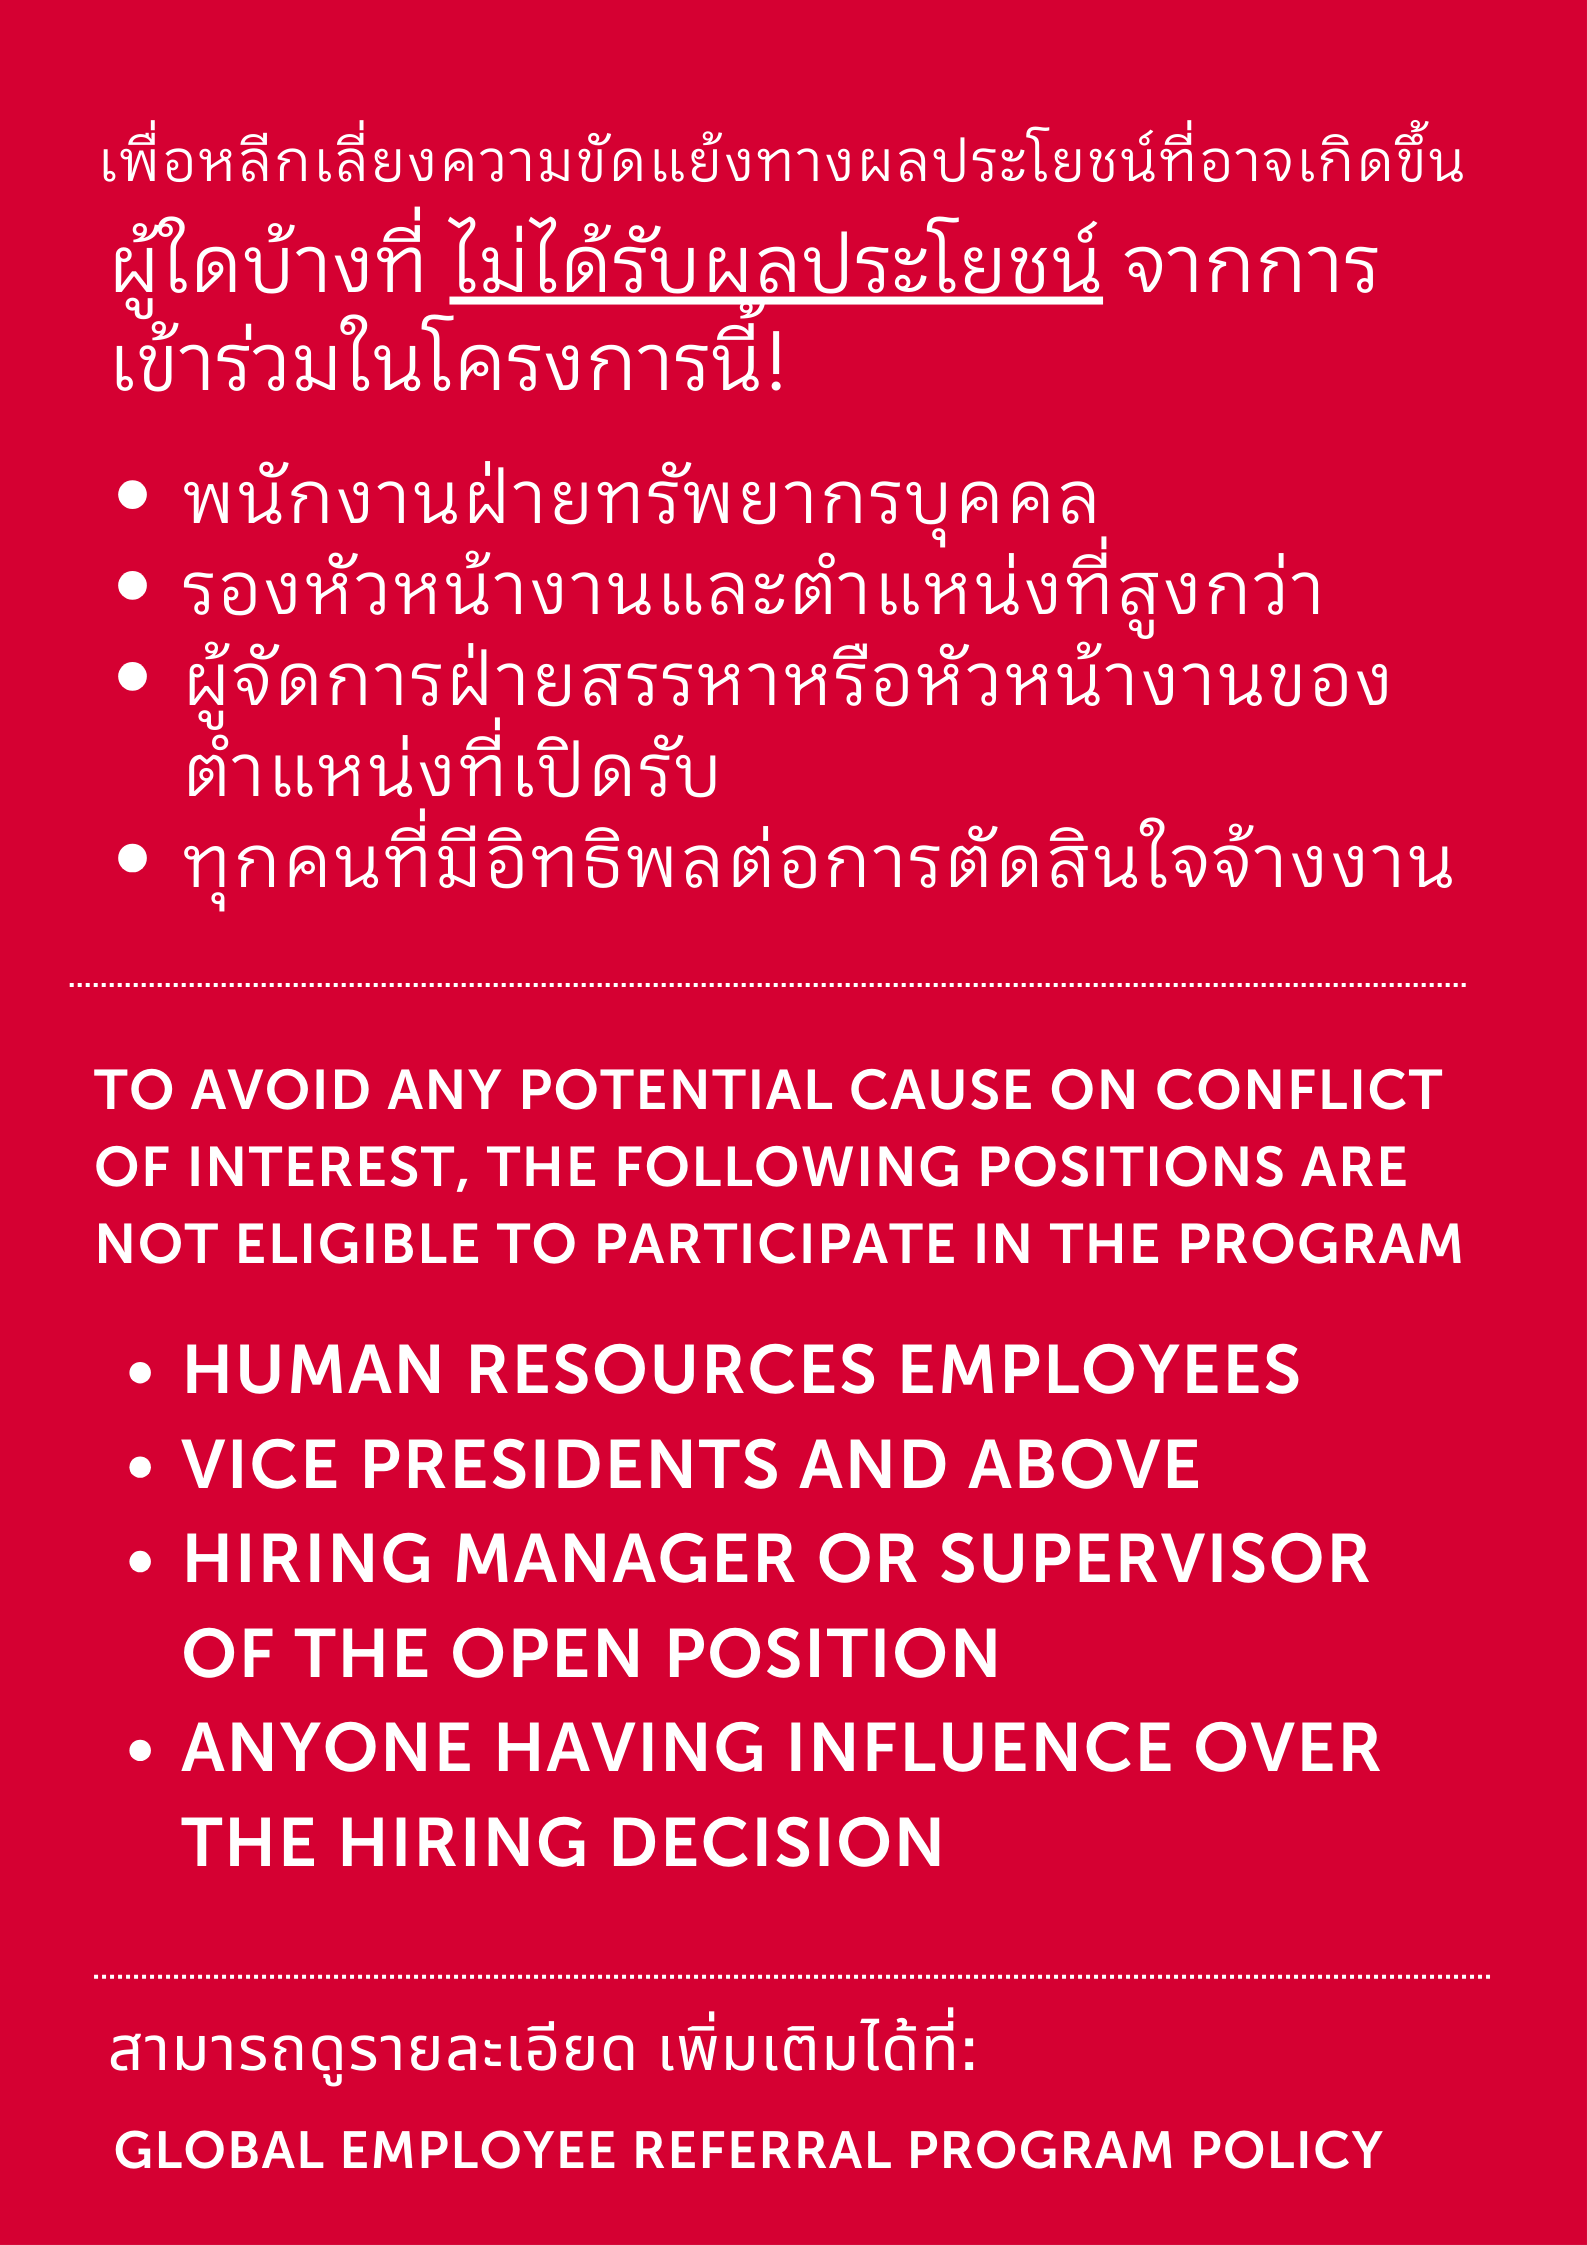 เพื่อหลีกเลี่ยงความขัดแย้งทางผลประโยชน์ที่อาจเกิดขึ้น
ผู้ใดบ้างที่ ไม่ได้รับผลประโยชน์ จากการ
เข้าร่วมในโครงการนี้!
• พนักงานฝ่ายทรัพยากรบุคคล
• รองหัวหน้างานและตำแหน่งที่สูงกว่า
• ผู้จัดการฝ่ายสรรหาหรือหัวหน้างานของ
ตำแหน่งที่เปิดรับ
• ทุกคนที่มีอิทธิพลต่อการตัดสินใจจ้างงาน
TO AVOID ANY POTENTIAL CAUSE ON CONFLICT
OF INTEREST, THE FOLLOWING POSITIONS ARE
NOT ELIGIBLE TO PARTICIPATE IN THE PROGRAM
• HUMAN RESOURCES EMPLOYEES
• VICE PRESIDENTS AND ABOVE
• HIRING MANAGER OR SUPERVISOR
OF THE OPEN POSITION
• ANYONE HAVING INFLUENCE OVER
THE HIRING DECISION
สามารถดูรายละเอียด เพิ่มเติมได้ที่:
GLOBAL EMPLOYEE REFERRAL PROGRAM POLICY